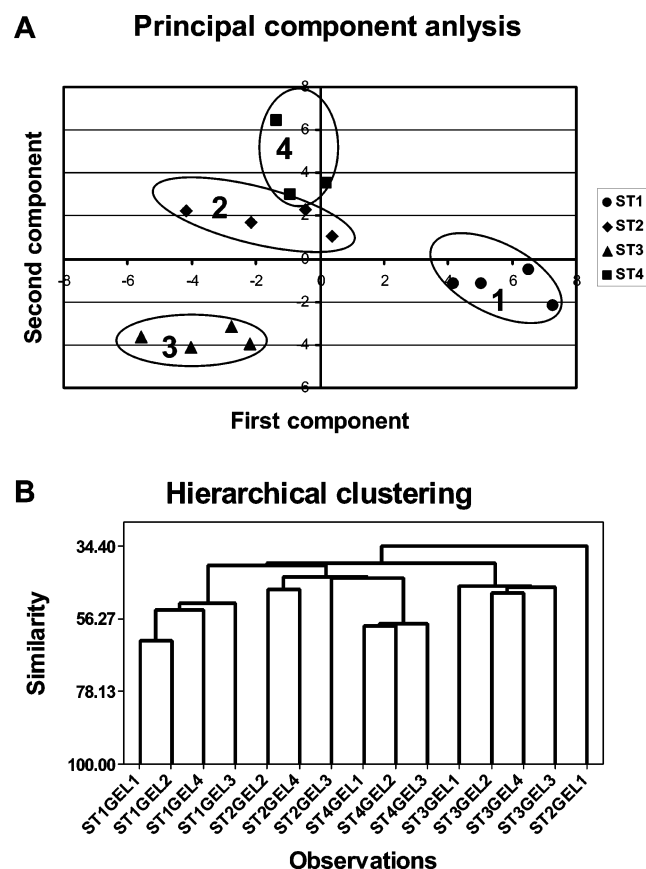 A
Principal component anlysis
8
6
4
2
0
-8 -6 -4 -2 0 2 4 6 8
-2
-4
6
4
2
3
1
Second component
First component
ST1
ST2
ST3
ST4
B
Hierarchical clustering
34.40
56.27
78.13
100.00
Similarity
ST1GEL1
ST1GEL2
ST1GEL4
ST1GEL3
ST2GEL2
ST2GEL4
ST2GEL3
ST4GEL1
ST4GEL2
ST4GEL3
ST3GEL1
ST3GEL2
ST3GEL4
ST3GEL3
ST2GEL1
Observations